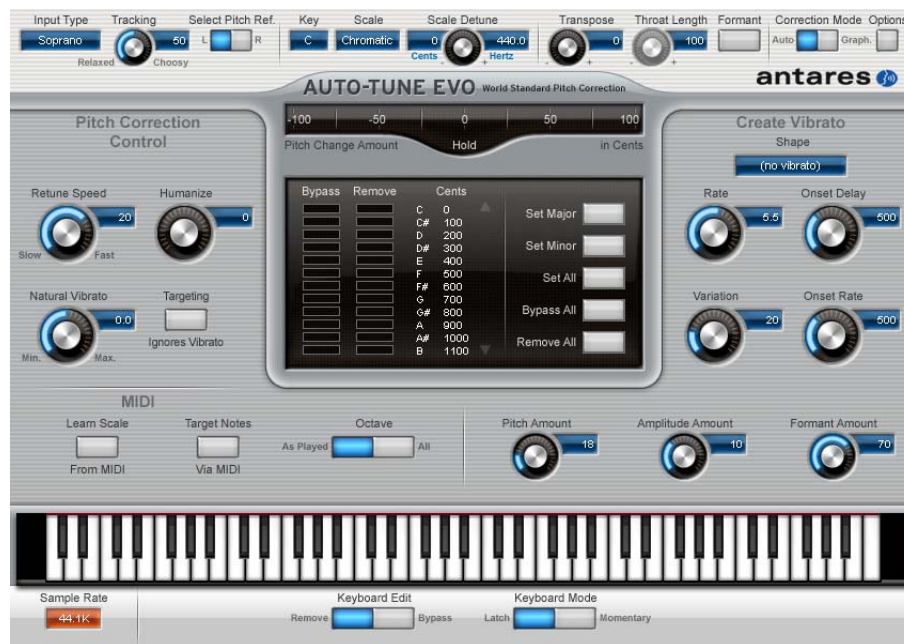 Input Type Tracking Select Pitch Ref. Key Scale Scale Detune Transpose Throat Length Formant Correction Mode Options
Soprano 50 L R C Chromatic 0 440.0 0 100 Auto Graph.
Relaxed Choosy Cents - + Hertz - + - +
antares
AUTO-TUNE EVO World Standard Pitch Correction
-100 -50 0 50 100
Pitch Change Amount Hold in Cents
Pitch Correction
Control
Retune Speed Humanize
20 0
Slow Fast
Natural Vibrato Targeting
0.0
Min. Max. Ignores Vibrato
Bypass Remove Cents
C 0
C# 100
D 200
D# 300
E 400
F 500
F# 600
G 700
G# 800
A 900
A# 1000
B 1100
Set Major
Set Minor
Set All
Bypass All
Remove All
Create Vibrato
Shape
(no vibrato)
Rate Onset Delay
5.5 500
Variation Onset Rate
20 500
MIDI
Learn Scale Target Notes Octave
As Played All
From MIDI Via MIDI
Pitch Amount Amplitude Amount Formant Amount
18 10 70
Sample Rate Keyboard Edit Keyboard Mode
44.1K Remove Bypass Latch Momentary